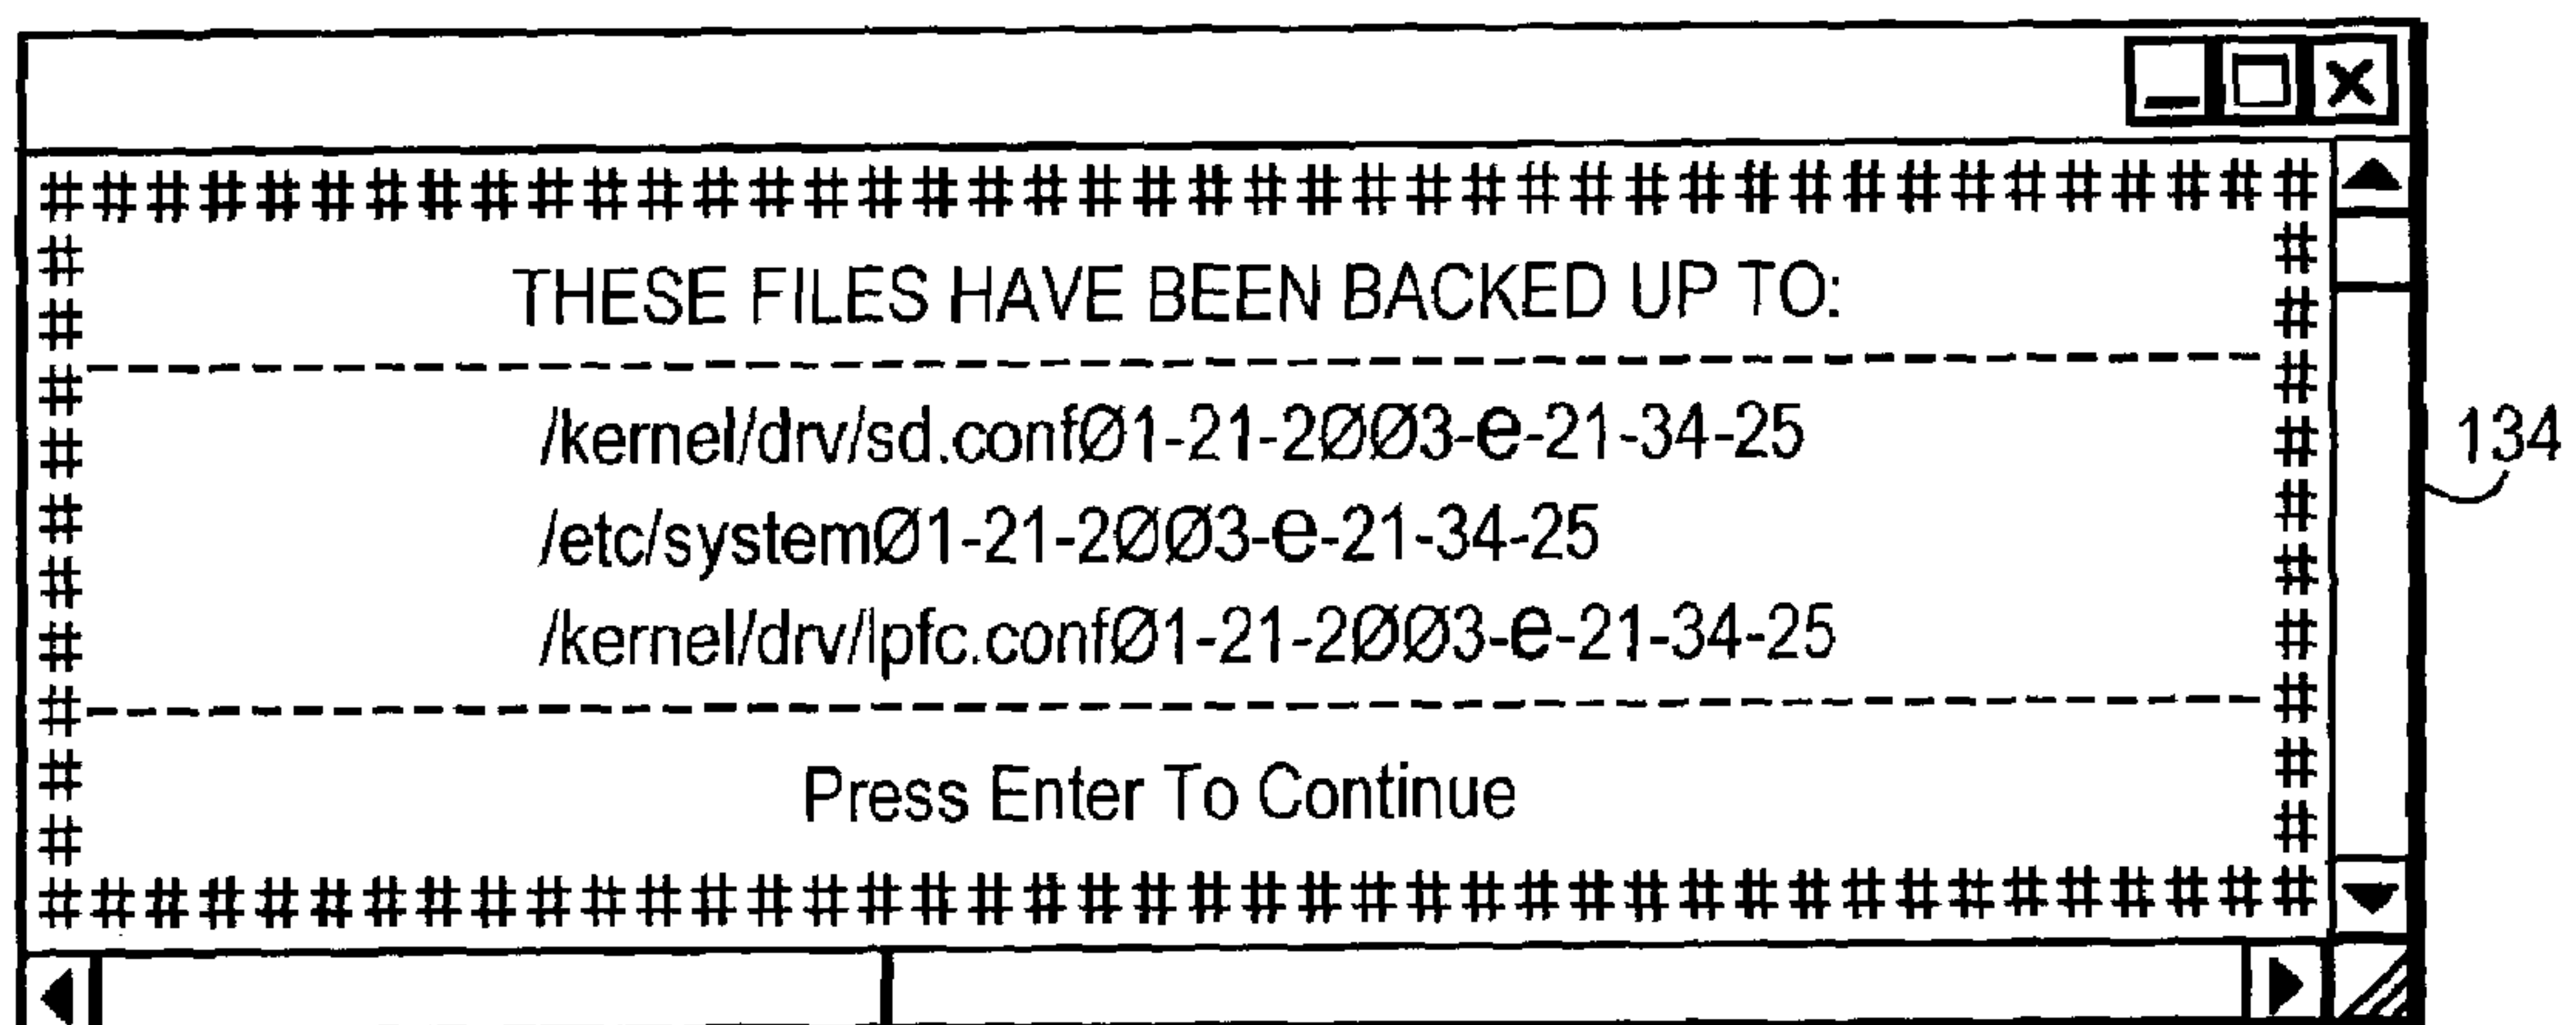 ########################################## 
THESE FILES HAVE BEEN BACKED UP TO:
------------------------------------------
/kernel/drv/sd.confØ1-21-2ØØ3-e-21-34-25
/etc/systemØ1-21-2ØØ3-e-21-34-25
/kernel/drv/lpfc.confØ1-21-2ØØ3-e-21-34-25
------------------------------------------
Press Enter To Continue
##########################################
134